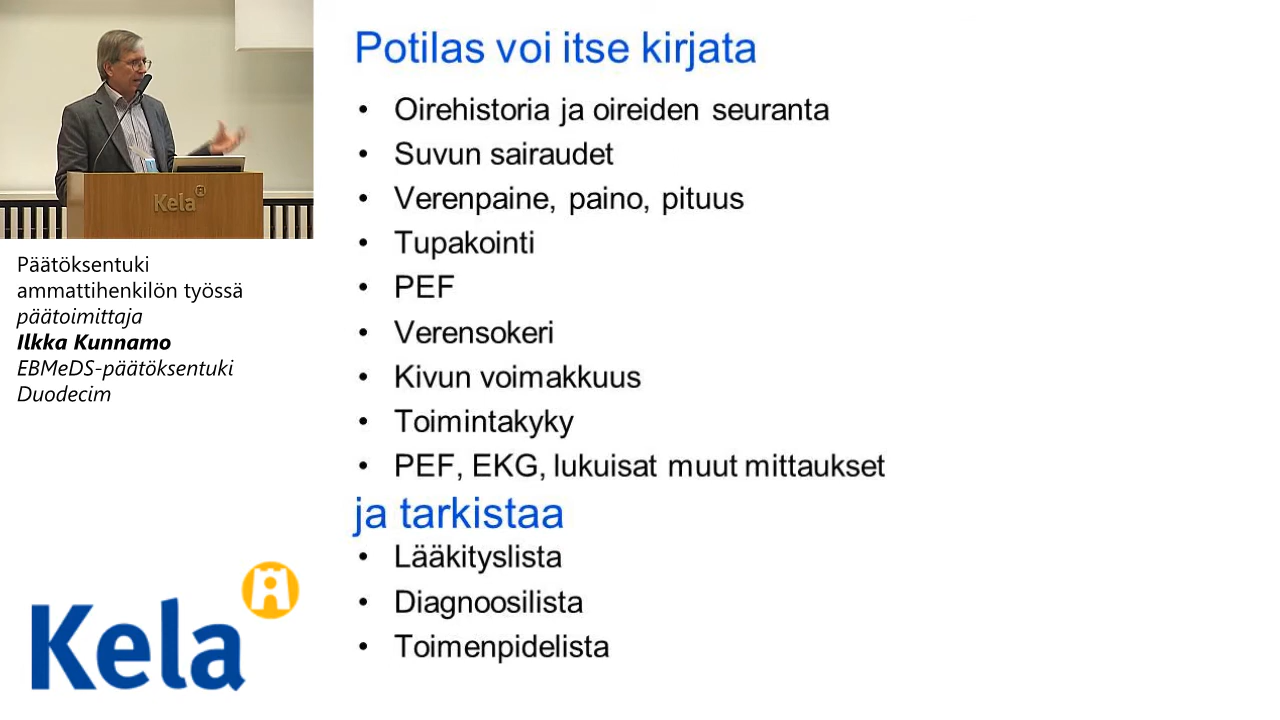 Kela
Päätöksentuki
ammattihenkilön työssä
päätoimittaja
Ilkka Kunnamo
EBMeDS-päätöksentuki
Duodecim
Kela
Potilas voi itse kirjata
• Oirehistoria ja oireiden seuranta
• Suvun sairaudet
• Verenpaine, paino, pituus
• Tupakointi
• PEF
• Verensokeri
• Kivun voimakkuus
• Toimintakyky
• PEF, EKG, lukuisat muut mittaukset
ja tarkistaa
• Lääkityslista
• Diagnoosilista
• Toimenpidelista